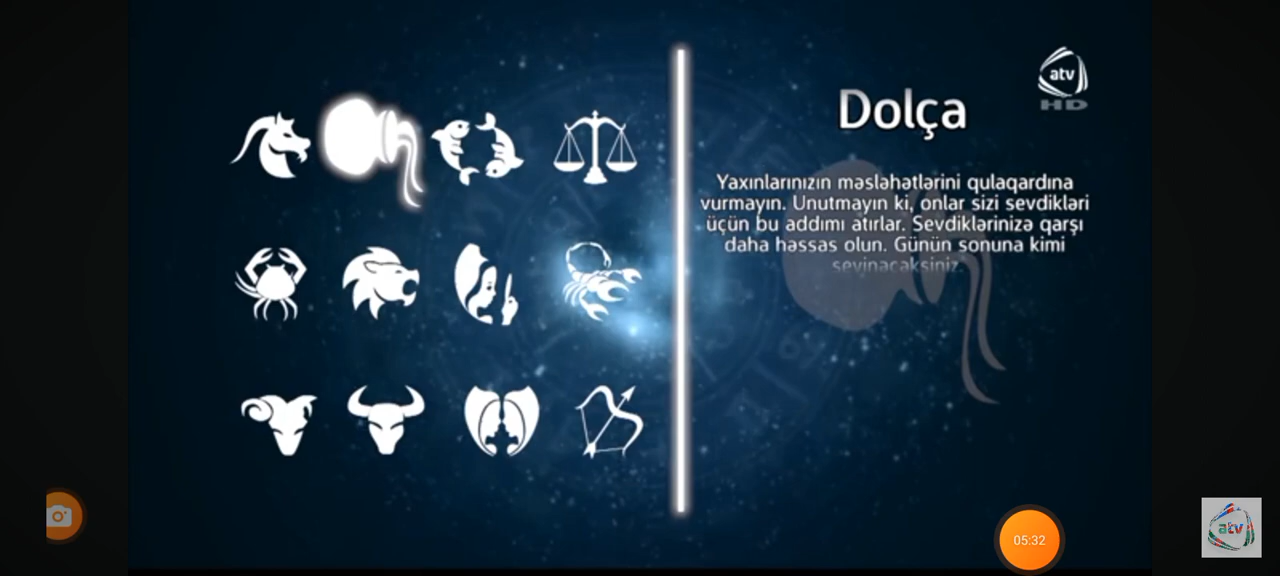 atv
HD
Dolça
Yaxınlarınızın məsləhətlərini qulaqardına
vurmayın. Unutmayın ki, onlar sizi sevdikləri
üçün bu addımı atırlar. Sevdiklərinizə qarşı
daha həssas olun. Günün sonuna kimi
sevinəcəksiniz
05:32
atv